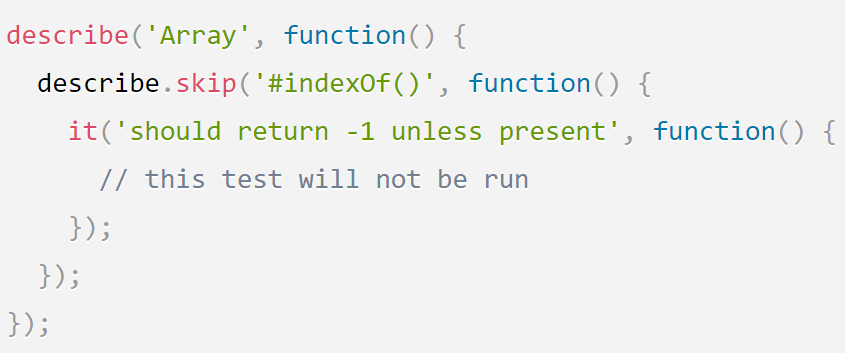 describe('Array', function() {
  describe.skip('#indexOf()', function() {
    it('should return -1 unless present', function() {
      // this test will not be run
    });
  });
});